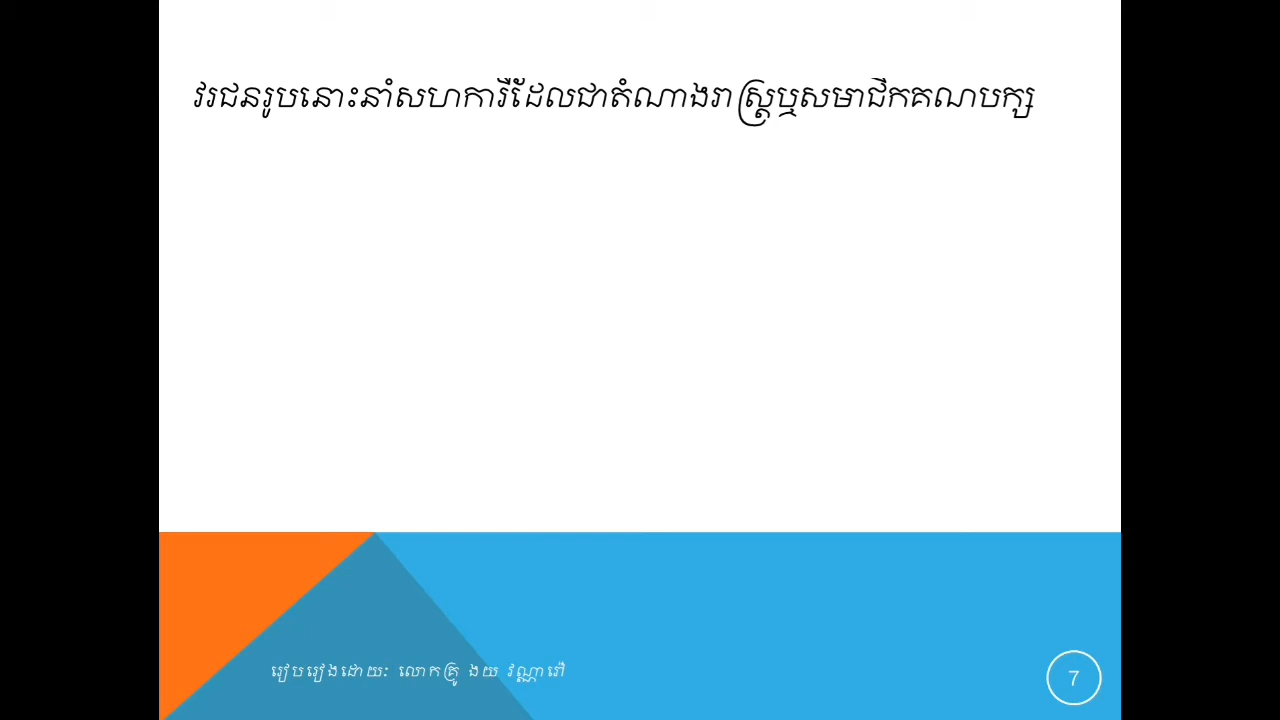 វរជនរូបនោះនាំសហការីដែលជាតំណាងរាស្ត្រឬសមាជិកគណបក្ស
រៀបរៀងដោយៈ លោកគ្រូ ងយ វណ្ណារៅ
7